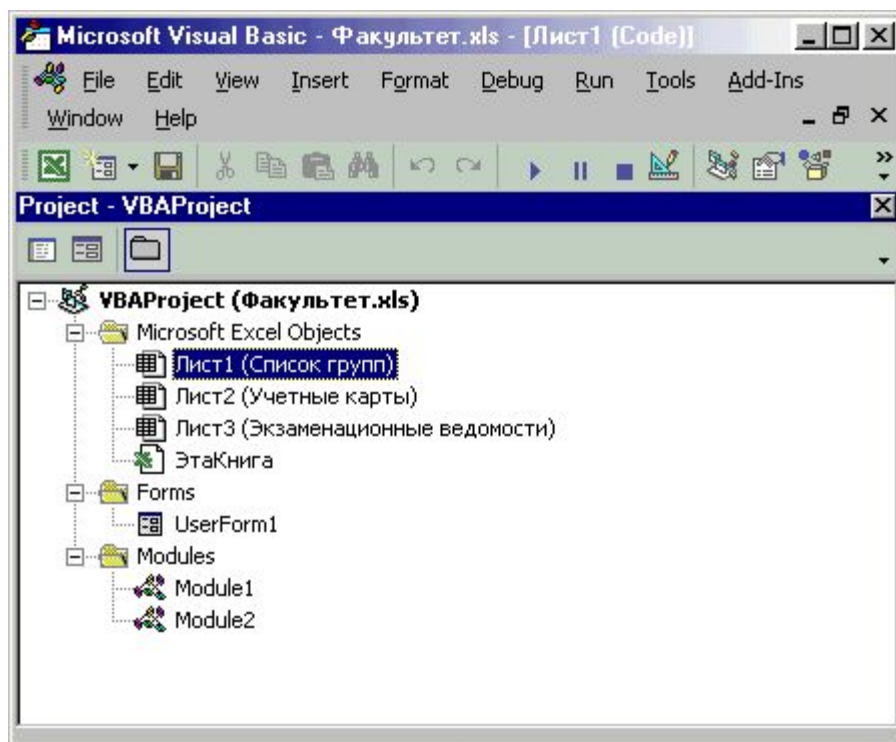 Microsoft Visual Basic - Факультет.xls - [Лист1 (Code)]
File Edit View Insert Format Debug Run Tools Add-Ins
Window Help
Project - VBAProject
VBAProject (Факультет.xls)
Microsoft Excel Objects
Лист1 (Список групп)
Лист2 (Учетные карты)
Лист3 (Экзаменационные ведомости)
ЭтаКнига
Forms
UserForm1
Modules
Module1
Module2